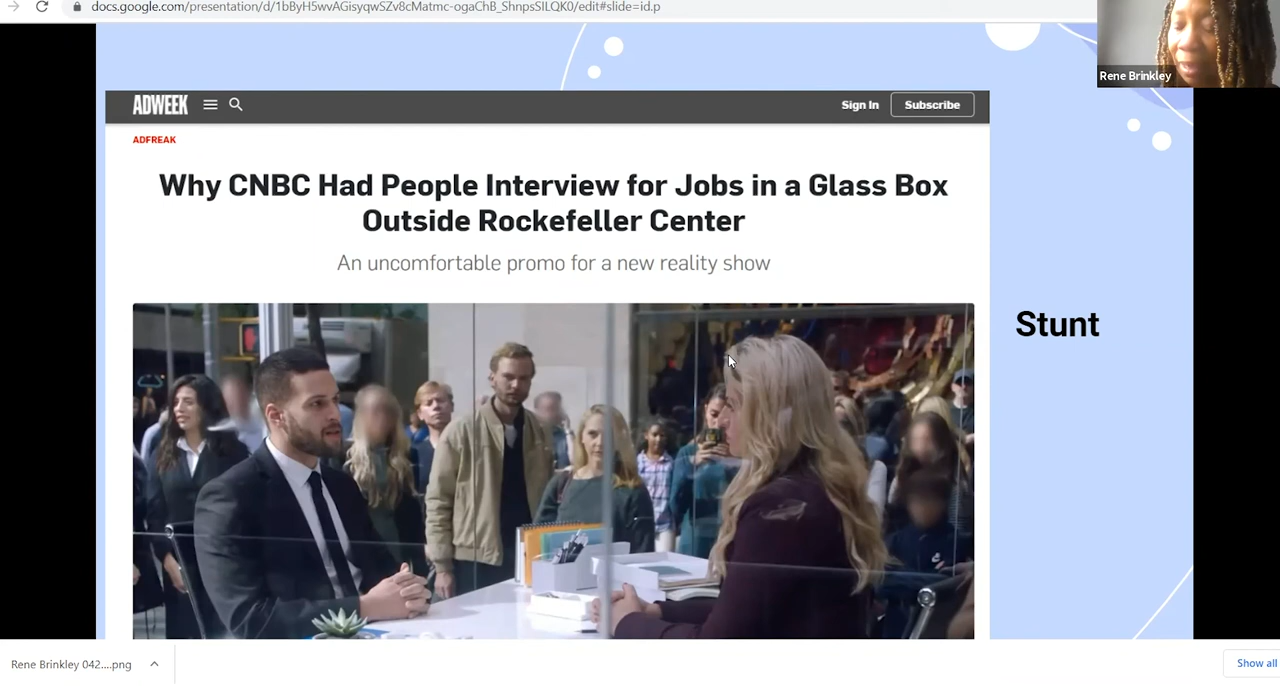 docs.google.com/presentation/d/1bByH5wvAGisyqwSZv8cMatmc-ogaChB_ShnpsSILQK0/edit#slide=id.p
Rene Brinkley
ADWEEK
Sign In
Subscribe
ADFREAK
Why CNBC Had People Interview for Jobs in a Glass Box
Outside Rockefeller Center
An uncomfortable promo for a new reality show
Stunt
Rene Brinkley 042....png
Show all